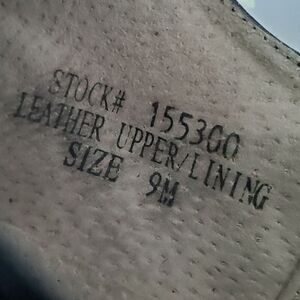 STOCK# 155300
LEATHER UPPER/LINING
SIZE 9M